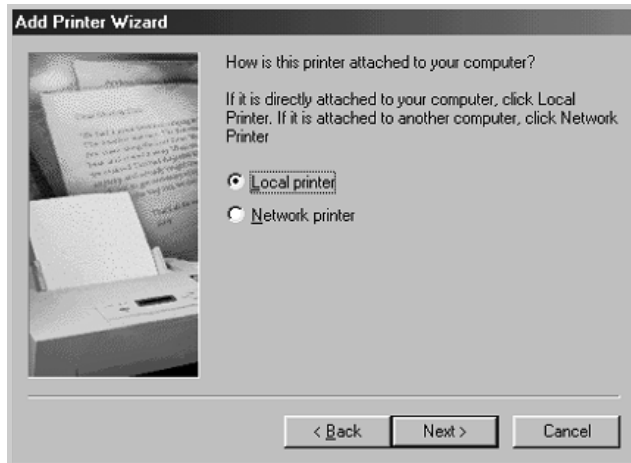 Add Printer Wizard
How is this printer attached to your computer?
If it is directly attached to your computer, click Local
Printer. If it is attached to another computer, click Network
Printer
Local printer
Network printer
< Back
Next >
Cancel